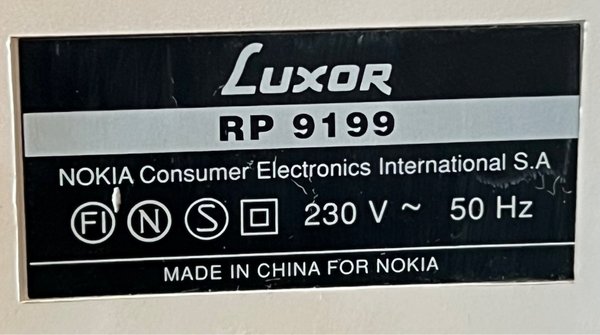 LUXOR
RP 9199
NOKIA Consumer Electronics International S.A
FI N S 230 V ~ 50 Hz
MADE IN CHINA FOR NOKIA